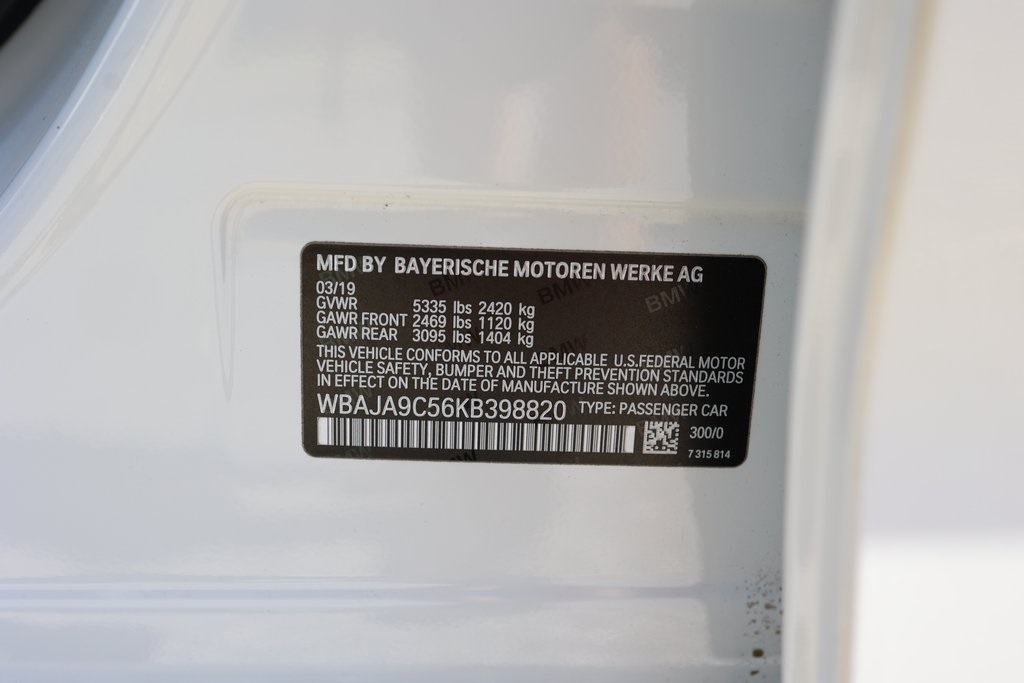 MFD BY BAYERISCHE MOTOREN WERKE AG
03/19
GVWR 5335 lbs 2420 kg
GAWR FRONT 2469 lbs 1120 kg
GAWR REAR 3095 lbs 1404 kg
THIS VEHICLE CONFORMS TO ALL APPLICABLE U.S.FEDERAL MOTOR
VEHICLE SAFETY, BUMPER AND THEFT PREVENTION STANDARDS
IN EFFECT ON THE DATE OF MANUFACTURE SHOWN ABOVE.
WBAJA9C56KB398820 TYPE: PASSENGER CAR
300/0
7 315 814